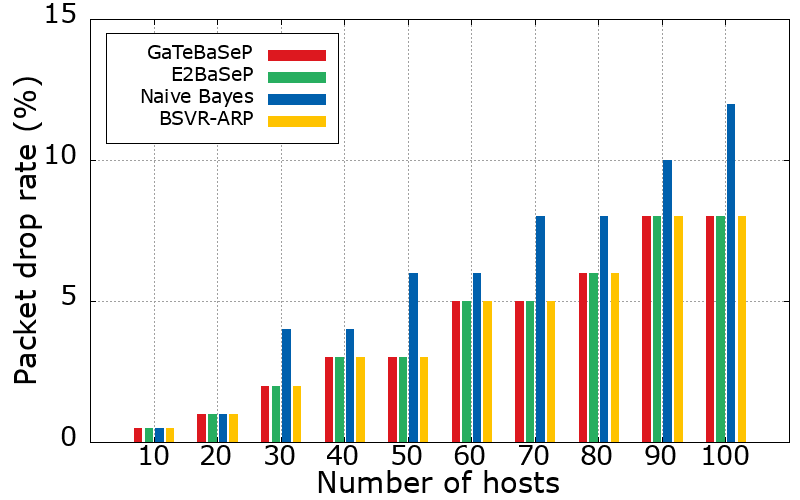 15
10
5
0
Packet drop rate (%)
GaTeBaSeP
E2BaSeP
Naive Bayes
BSVR-ARP
10 20 30 40 50 60 70 80 90 100
Number of hosts